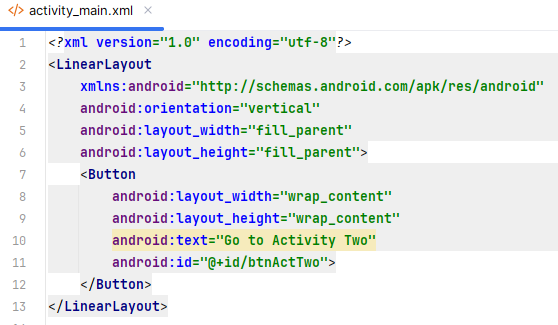 activity_main.xml
1 <?xml version="1.0" encoding="utf-8"?>
2 <LinearLayout
3     xmlns:android="http://schemas.android.com/apk/res/android"
4     android:orientation="vertical"
5     android:layout_width="fill_parent"
6     android:layout_height="fill_parent">
7     <Button
8         android:layout_width="wrap_content"
9         android:layout_height="wrap_content"
10         android:text="Go to Activity Two"
11         android:id="@+id/btnActTwo">
12     </Button>
13 </LinearLayout>